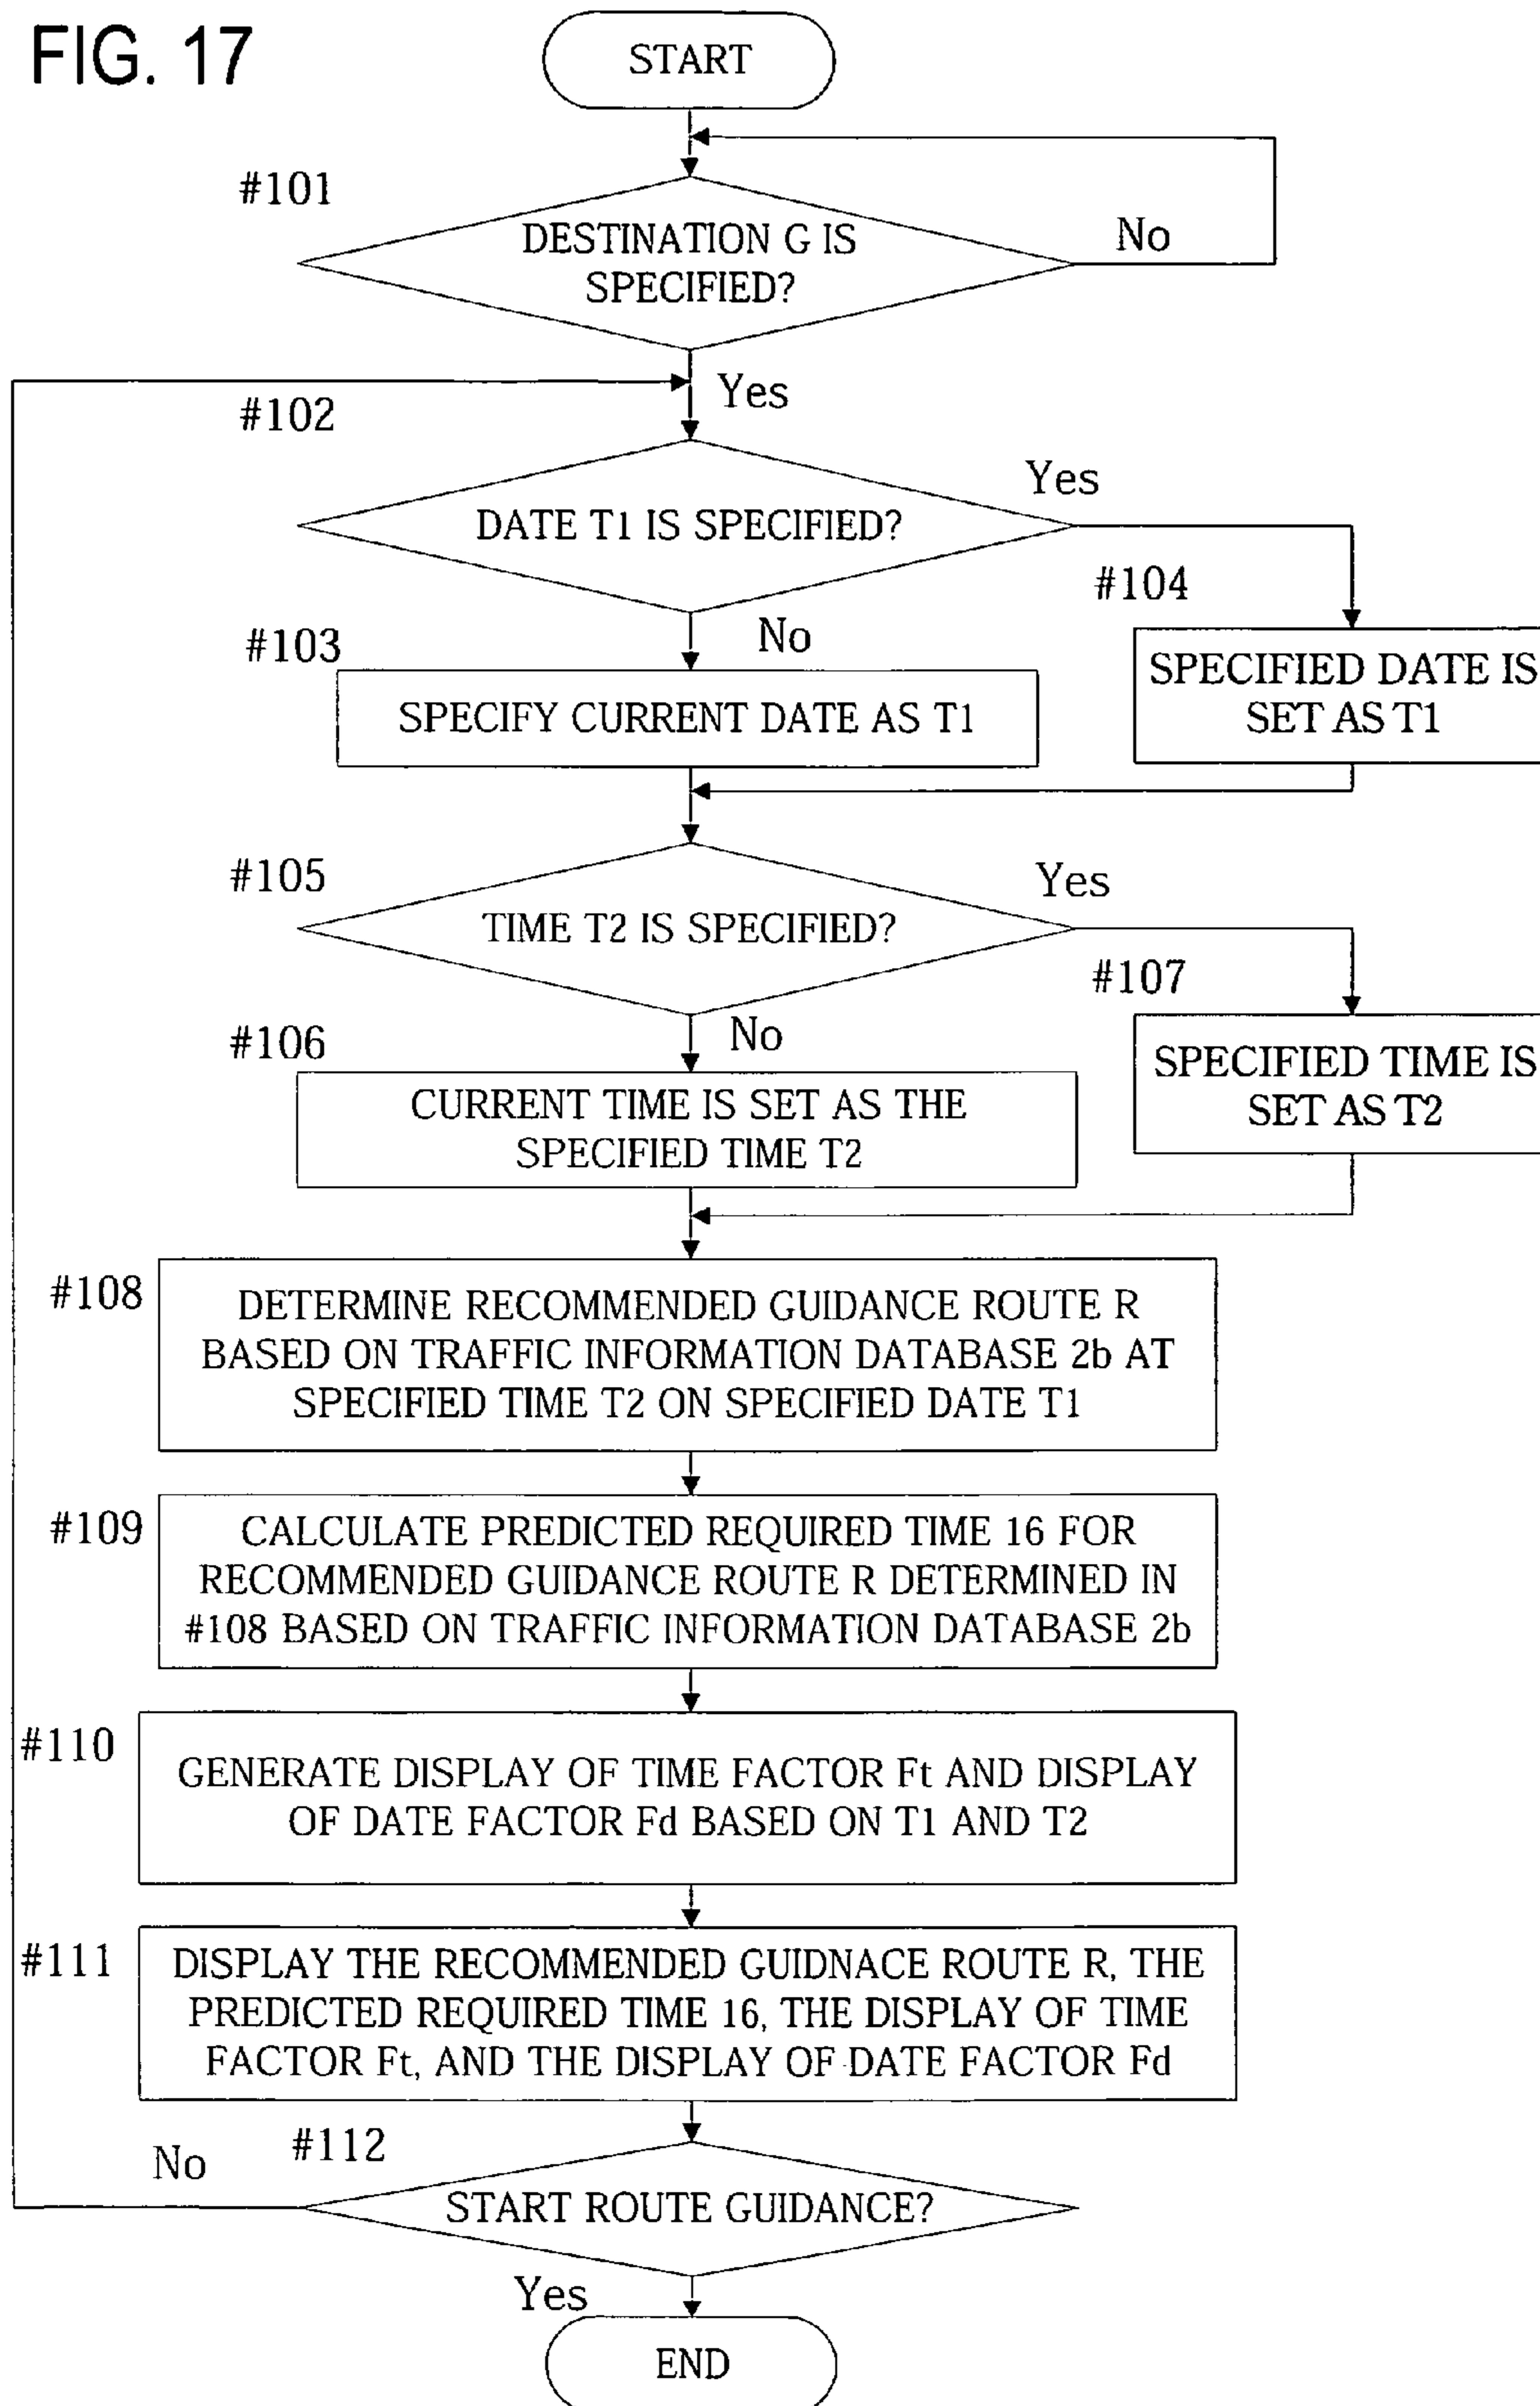 FIG. 17
START
#101
DESTINATION G IS
SPECIFIED?
No
Yes
#102
DATE T1 IS SPECIFIED?
Yes
#104
No
#103
SPECIFY CURRENT DATE AS T1
SPECIFIED DATE IS
SET AS T1
#105
TIME T2 IS SPECIFIED?
Yes
#107
No
#106
CURRENT TIME IS SET AS THE
SPECIFIED TIME T2
SPECIFIED TIME IS
SET AS T2
#108
DETERMINE RECOMMENDED GUIDANCE ROUTE R
BASED ON TRAFFIC INFORMATION DATABASE 2b AT
SPECIFIED TIME T2 ON SPECIFIED DATE T1
#109
CALCULATE PREDICTED REQUIRED TIME 16 FOR
RECOMMENDED GUIDANCE ROUTE R DETERMINED IN
#108 BASED ON TRAFFIC INFORMATION DATABASE 2b
#110
GENERATE DISPLAY OF TIME FACTOR Ft AND DISPLAY
OF DATE FACTOR Fd BASED ON T1 AND T2
#111
DISPLAY THE RECOMMENDED GUIDNACE ROUTE R, THE
PREDICTED REQUIRED TIME 16, THE DISPLAY OF TIME
FACTOR Ft, AND THE DISPLAY OF DATE FACTOR Fd
#112
No
START ROUTE GUIDANCE?
Yes
END